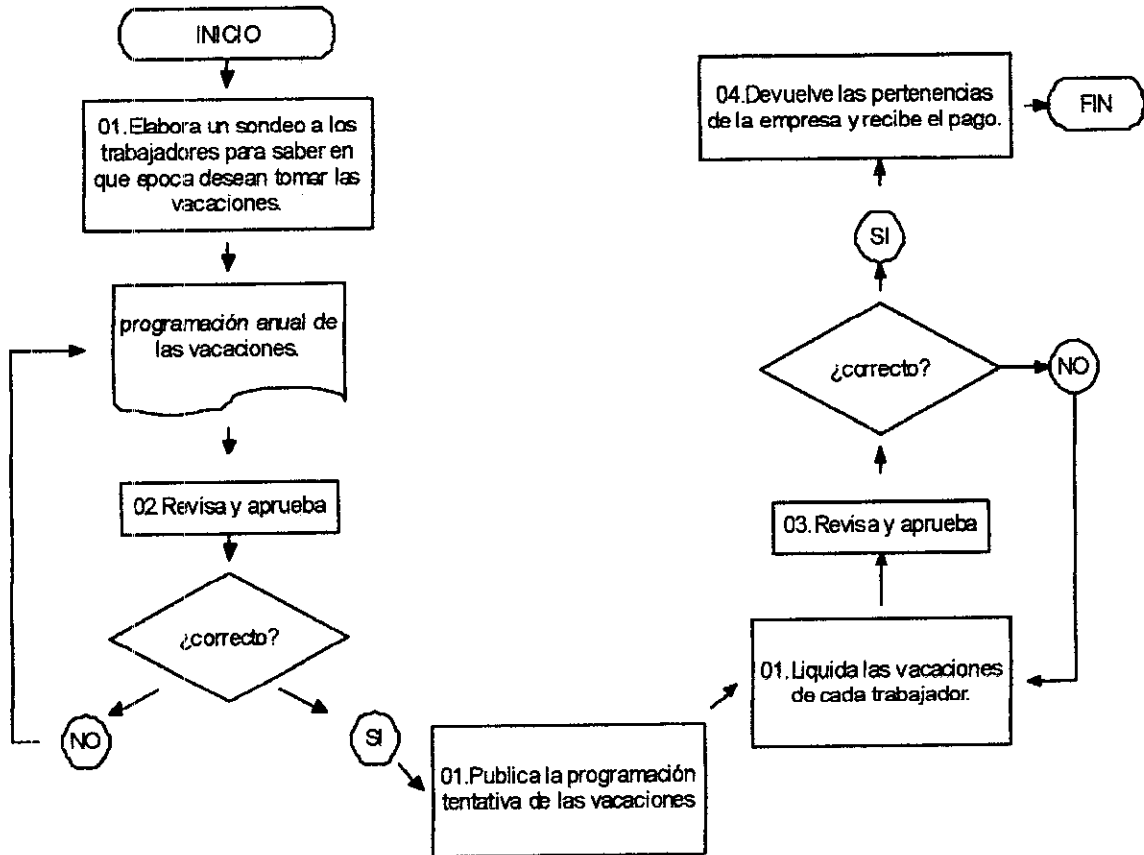 INICIO
01.Elabora un sondeo a los
trabajadores para saber en
que epoca desean tomar las
vacaciones.
programación anual de
las vacaciones.
02 Revisa y aprueba
¿correcto?
NO
SI
01.Publica la programación
tentativa de las vacaciones
01.Liquida las vacaciones
de cada trabajador.
03.Revisa y aprueba
¿correcto?
NO
SI
04.Devuelve las pertenencias
de la empresa y recibe el pago.
FIN